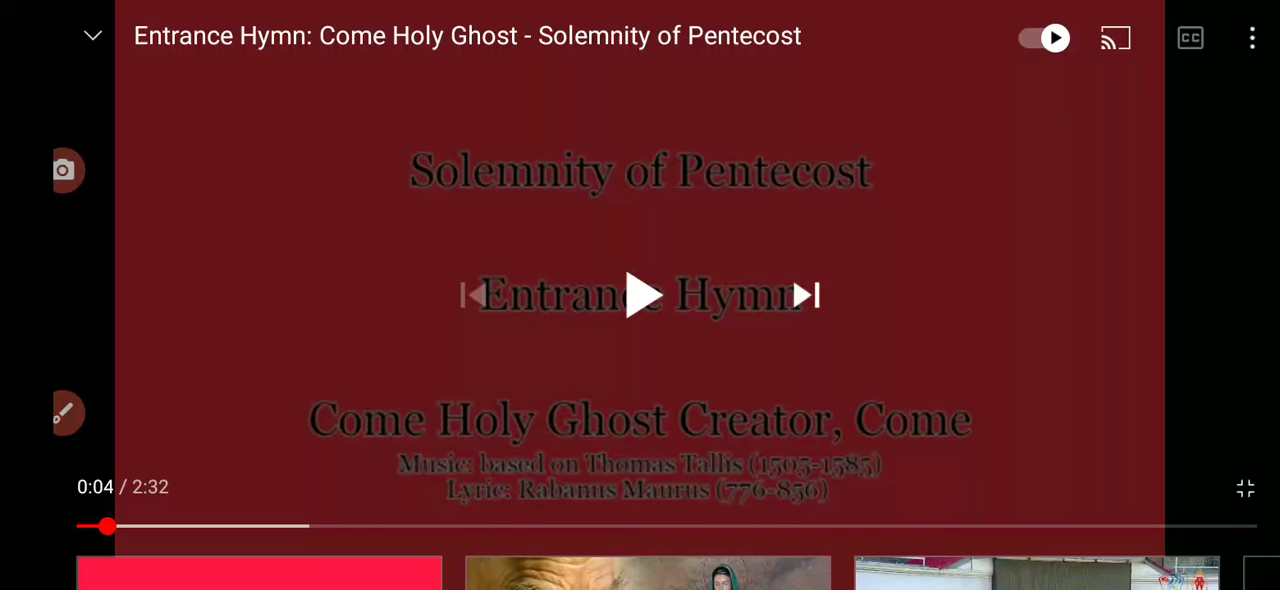 Entrance Hymn: Come Holy Ghost - Solemnity of Pentecost
CC
Solemnity of Pentecost
Entrance Hymn
Come Holy Ghost Creator, Come
Music: based on Thomas Tallis (1505-1585)
Lyric: Rabanus Maurus (776-856)
0:04 / 2:32